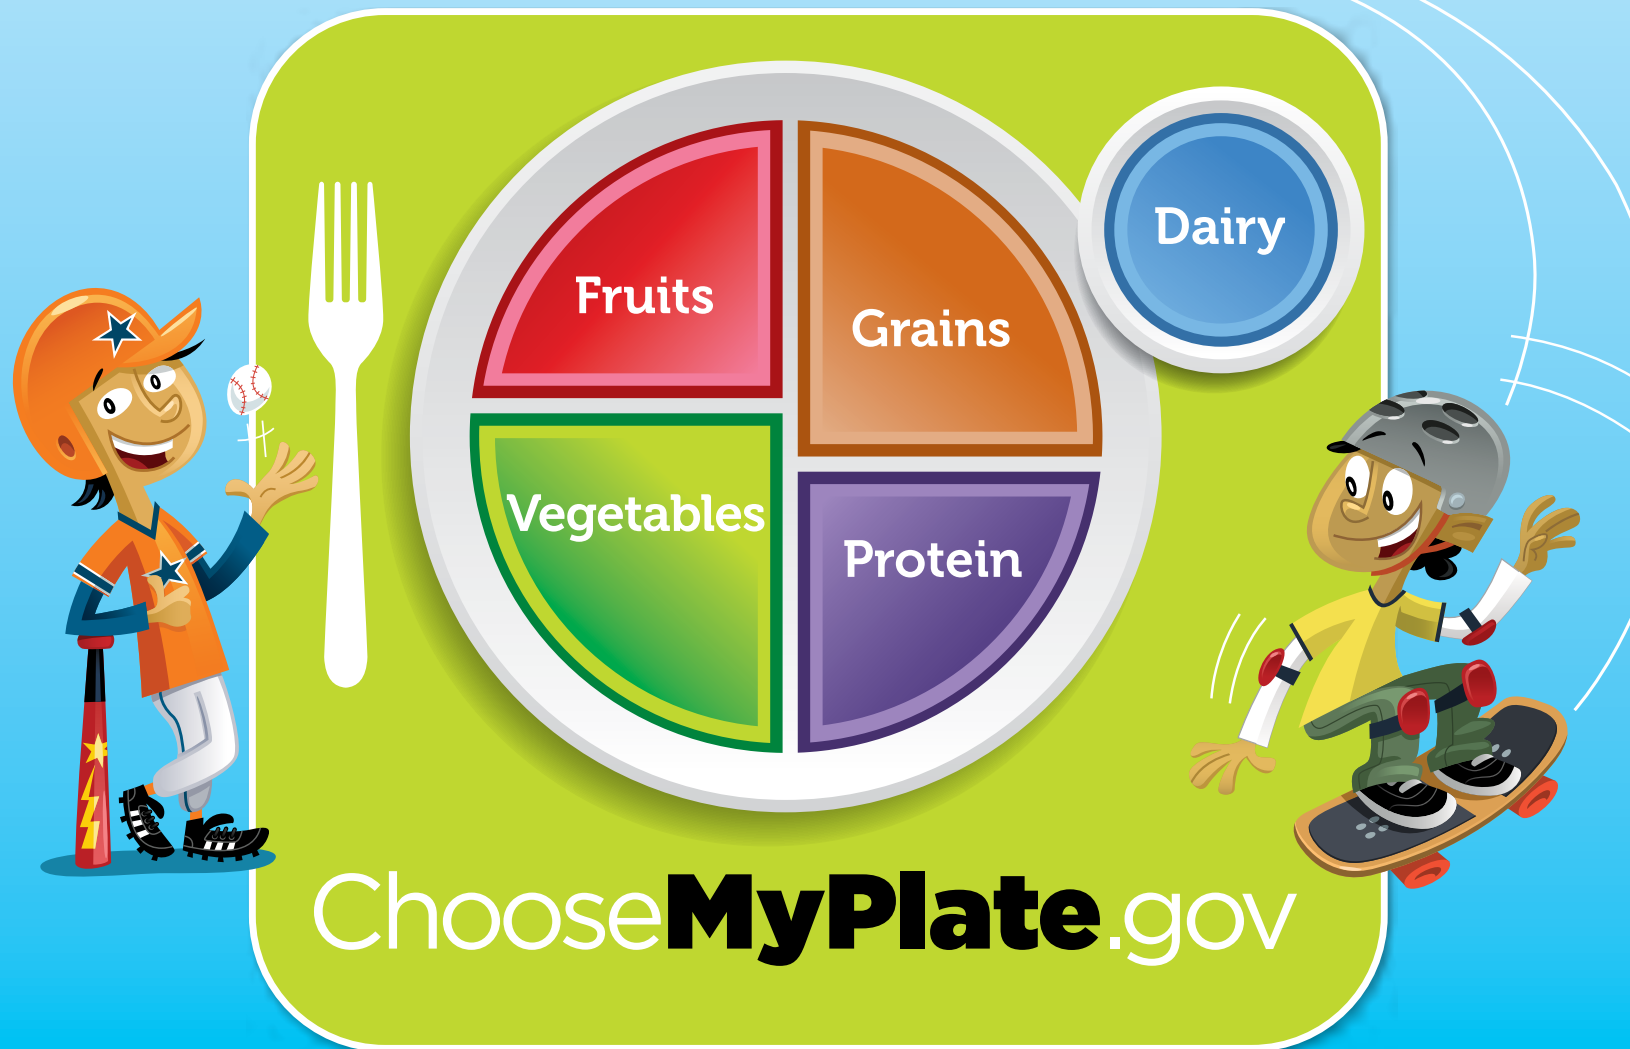 Fruits
Grains
Dairy
Vegetables
Protein
ChooseMyPlate.gov